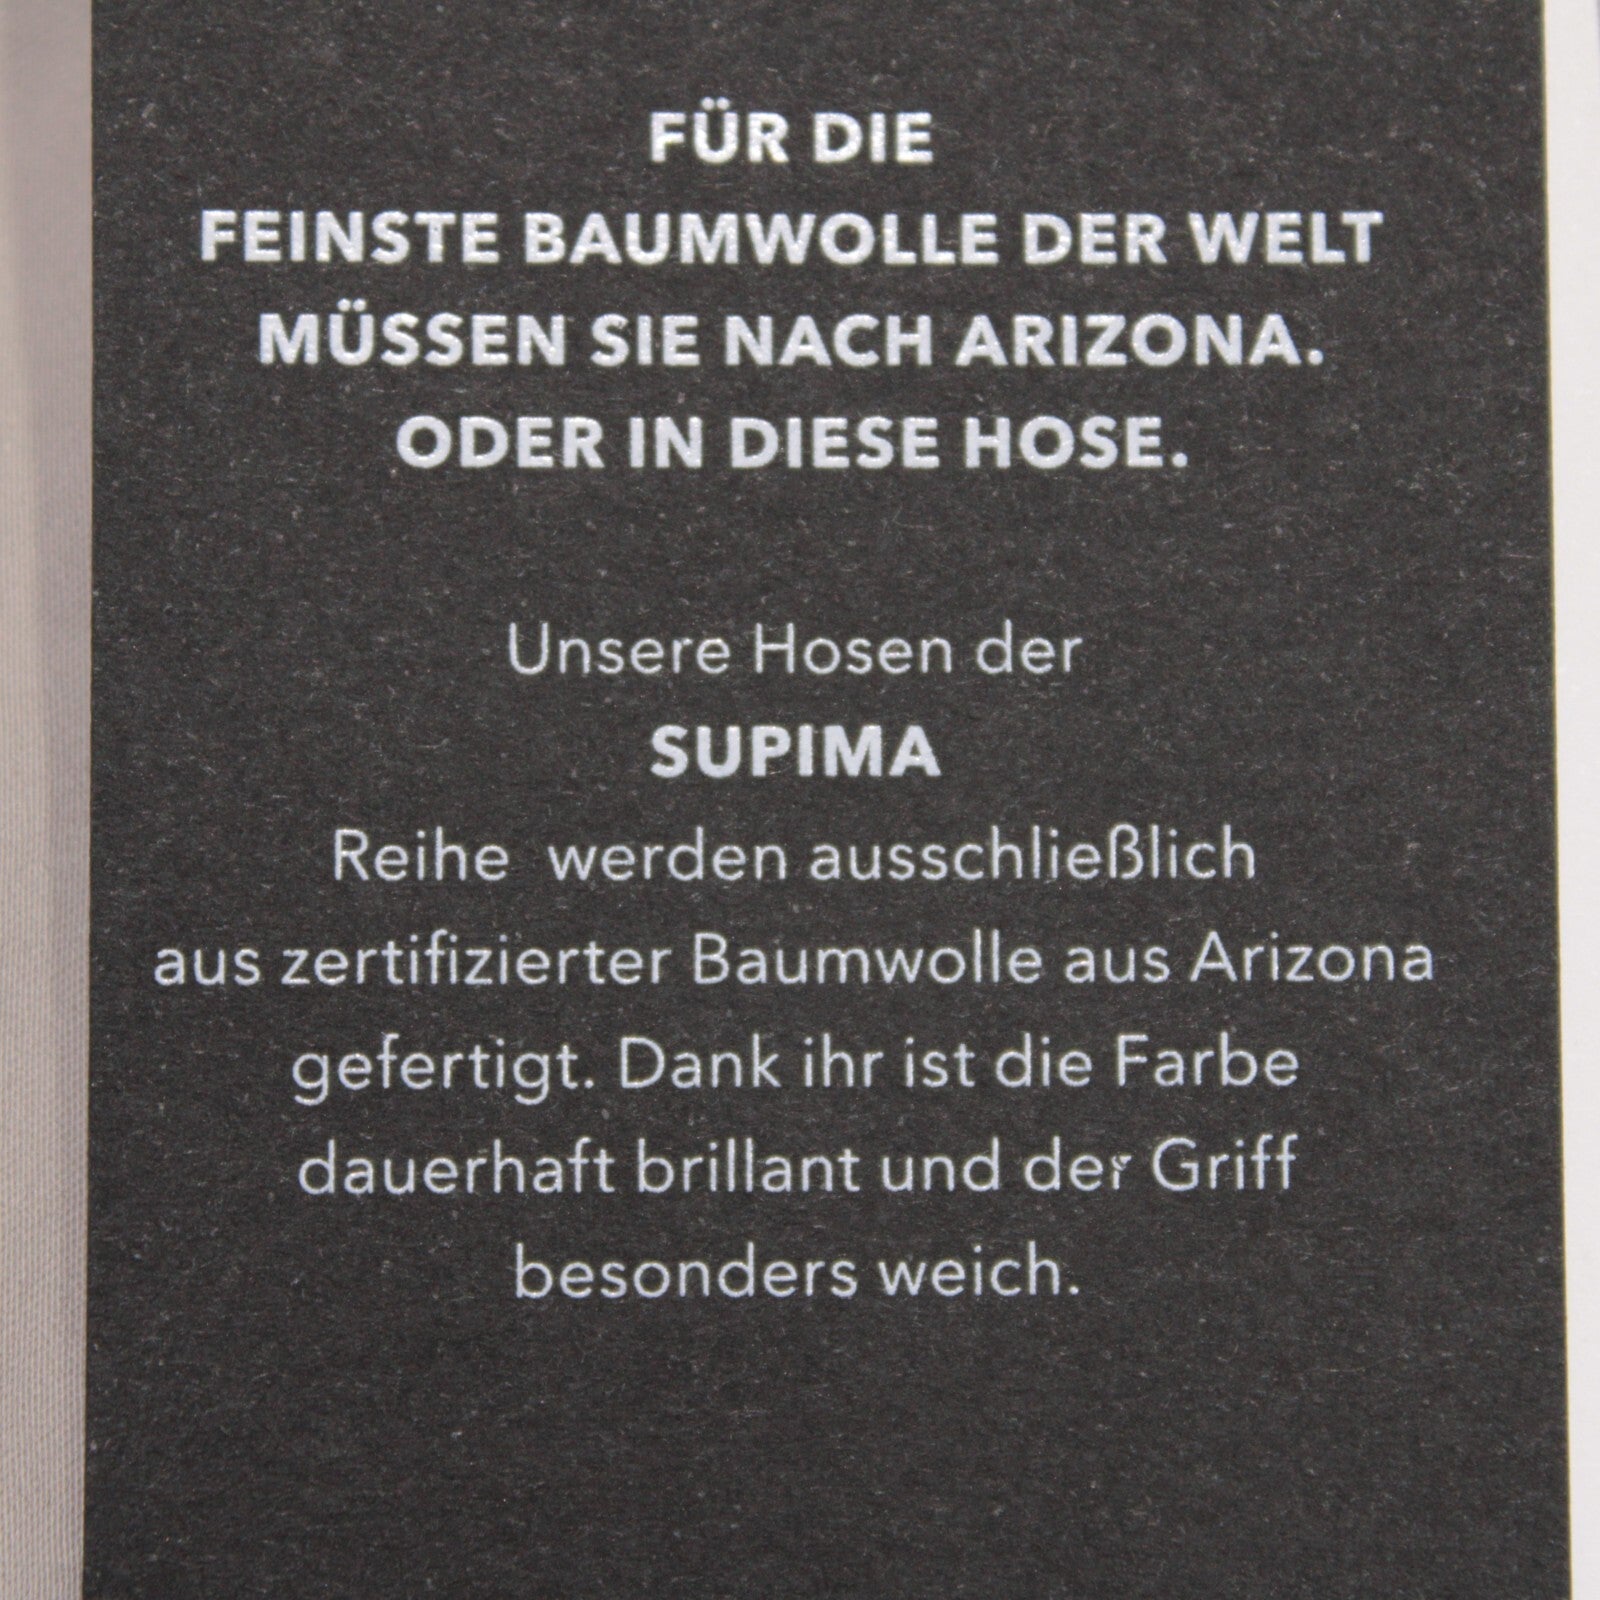 FÜR DIE
FEINSTE BAUMWOLLE DER WELT
MÜSSEN SIE NACH ARIZONA.
ODER IN DIESE HOSE.
Unsere Hosen der
SUPIMA
Reihe werden ausschließlich
aus zertifizierter Baumwolle aus Arizona
gefertigt. Dank ihr ist die Farbe
dauerhaft brillant und der Griff
besonders weich.